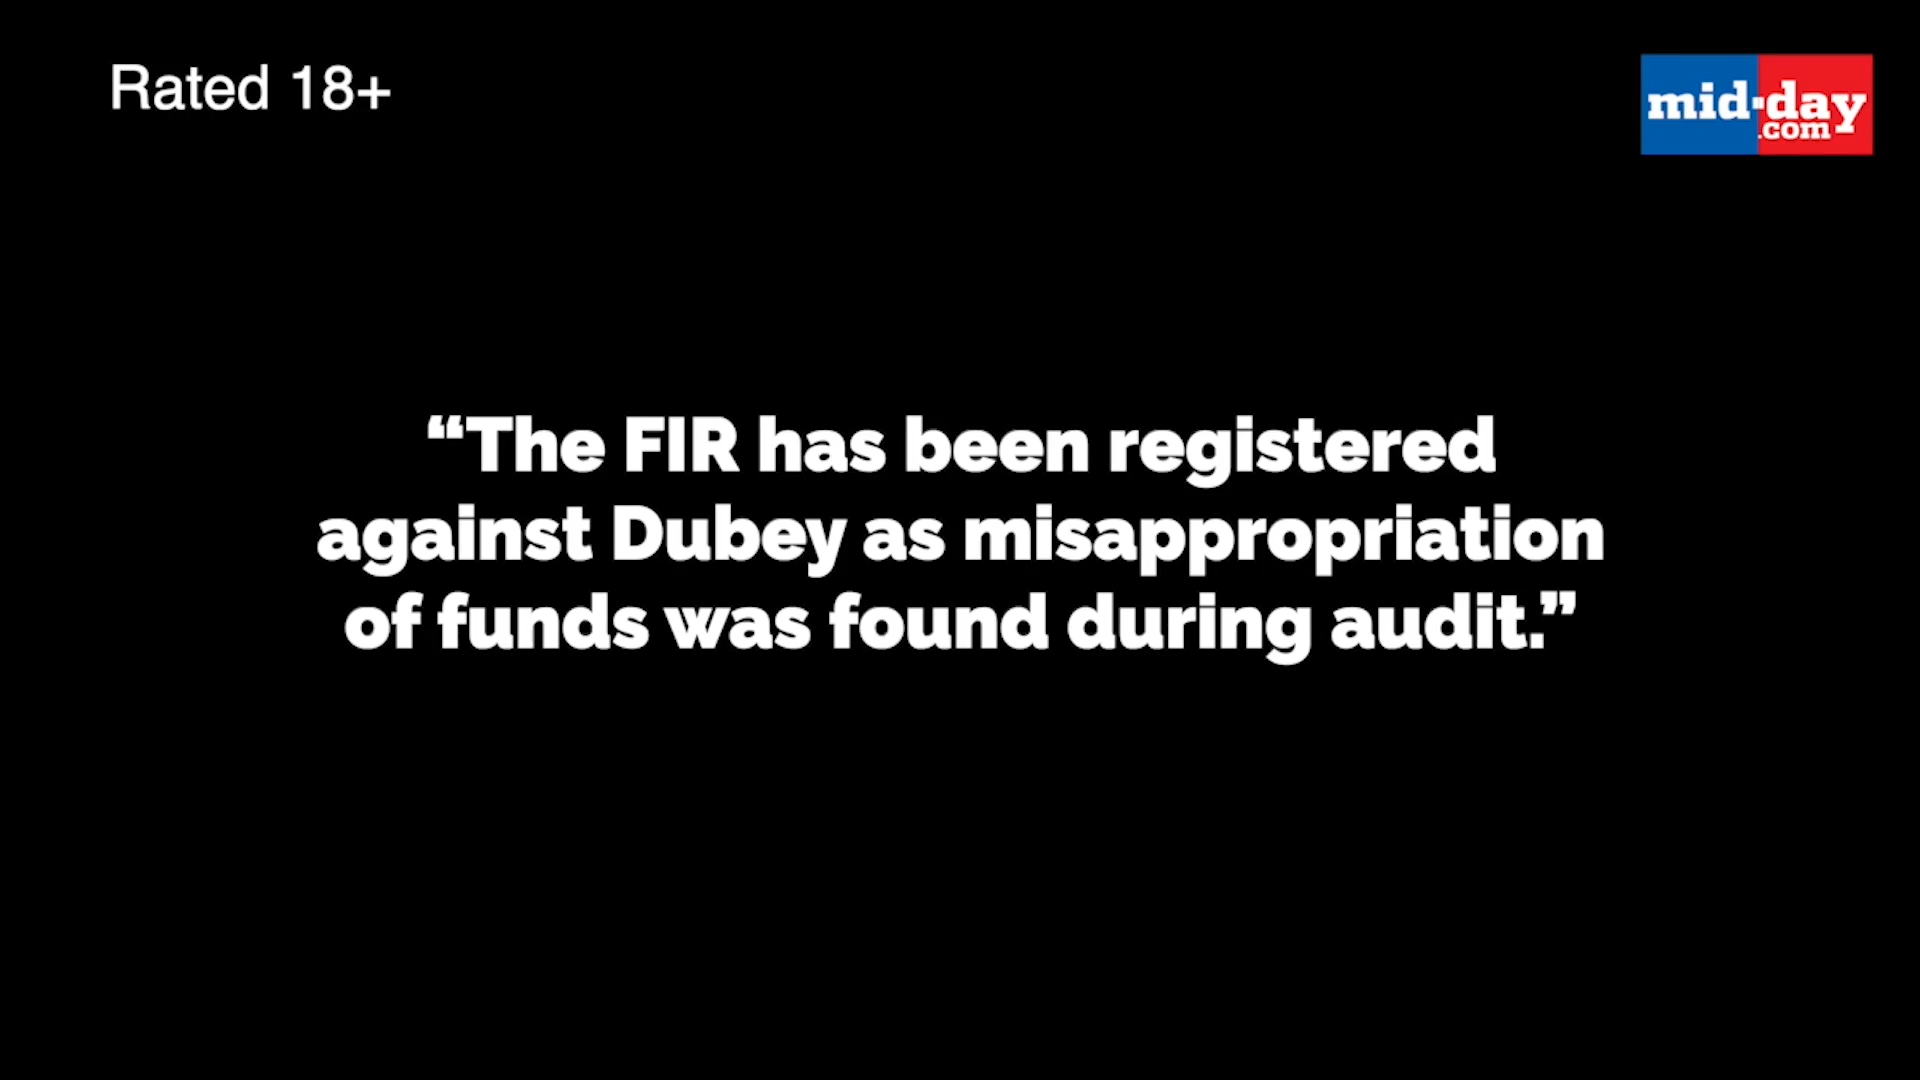 Rated 18+
mid-day
.com
“The FIR has been registered
against Dubey as misappropriation
of funds was found during audit.”